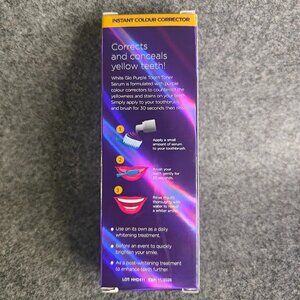 INSTANT COLOUR CORRECTOR
Corrects
and conceals
yellow teeth!
White Glo Purple Tooth Toner
Serum is formulated with purple
colour correctors to counteract the
yellowness and stains on your teeth.
Simply apply to your toothbrush
and brush for 30 seconds then
1
Apply a small
amount of serum
to your toothbrush.
2
Brush your
teeth gently for
30 seconds.
3
Rinse mouth
thoroughly with
water to reveal
a whiter smile.
Use on its own as a daily
whitening treatment.
Before an event to quickly
brighten your smile.
As a post-whitening treatment
to enhance teeth further.